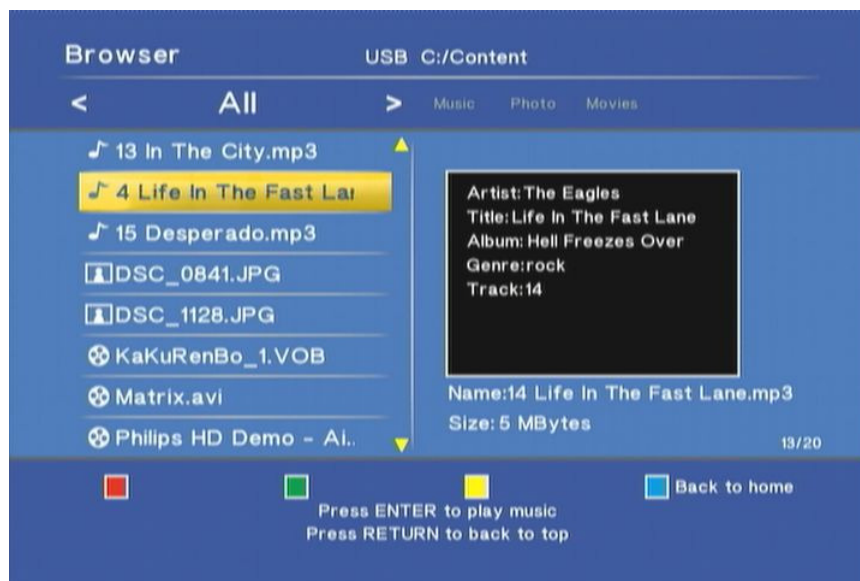 Browser USB C:/Content
< All > Music Photo Movies
13 In The City.mp3
4 Life In The Fast Lar
15 Desperado.mp3
DSC_0841.JPG
DSC_1128.JPG
KaKuRenBo_1.VOB
Matrix.avi
Philips HD Demo - Ai..
Artist:The Eagles
Title:Life In The Fast Lane
Album:Hell Freezes Over
Genre:rock
Track:14
Name:14 Life In The Fast Lane.mp3
Size:5 MBytes
13/20
Back to home
Press ENTER to play music
Press RETURN to back to top